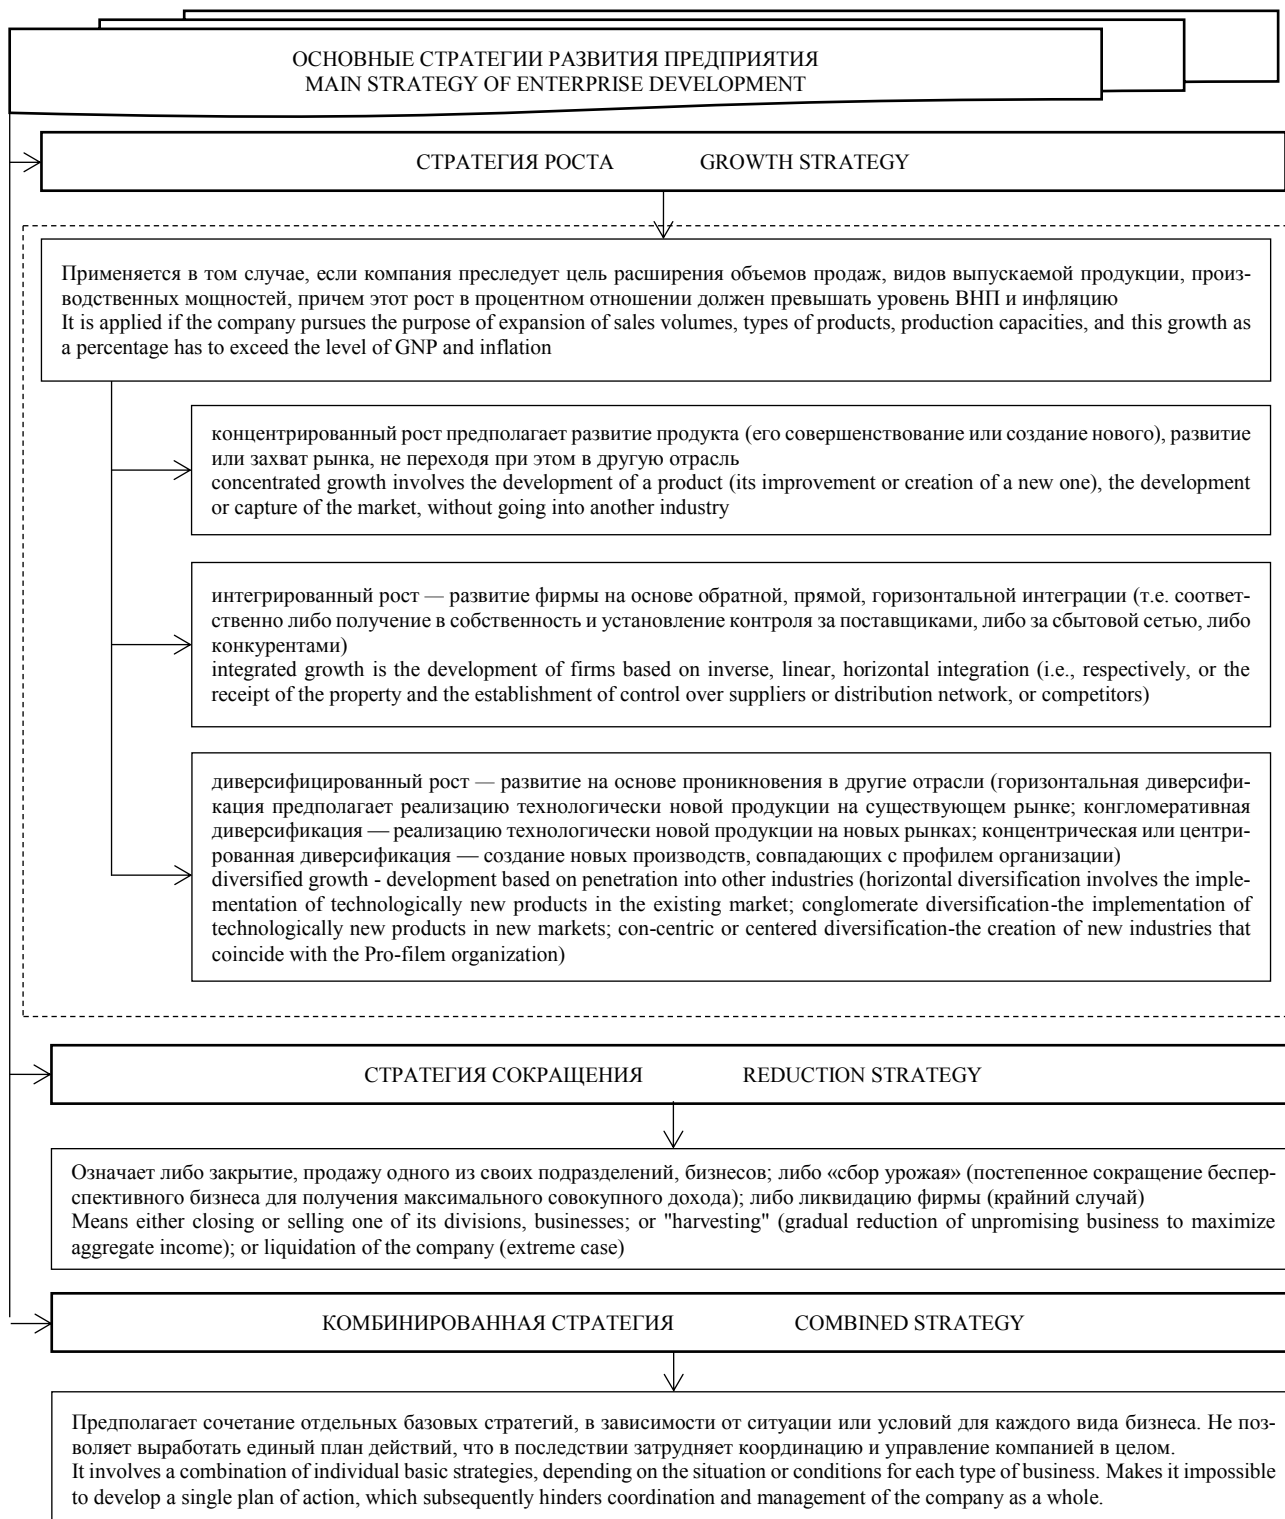 ОСНОВНЫЕ СТРАТЕГИИ РАЗВИТИЯ ПРЕДПРИЯТИЯ
MAIN STRATEGY OF ENTERPRISE DEVELOPMENT
СТРАТЕГИЯ РОСТА GROWTH STRATEGY
Применяется в том случае, если компания преследует цель расширения объемов продаж, видов выпускаемой продукции, произ-
водственных мощностей, причем этот рост в процентном отношении должен превышать уровень ВНП и инфляцию
It is applied if the company pursues the purpose of expansion of sales volumes, types of products, production capacities, and this growth as
a percentage has to exceed the level of GNP and inflation
концентрированный рост предполагает развитие продукта (его совершенствование или создание нового), развитие
или захват рынка, не переходя при этом в другую отрасль
concentrated growth involves the development of a product (its improvement or creation of a new one), the development
or capture of the market, without going into another industry
интегрированный рост — развитие фирмы на основе обратной, прямой, горизонтальной интеграции (т.е. соответ-
ственно либо получение в собственность и установление контроля за поставщиками, либо за сбытовой сетью, либо
конкурентами)
integrated growth is the development of firms based on inverse, linear, horizontal integration (i.e., respectively, or the
receipt of the property and the establishment of control over suppliers or distribution network, or competitors)
диверсифицированный рост — развитие на основе проникновения в другие отрасли (горизонтальная диверсифи-
кация предполагает реализацию технологически новой продукции на существующем рынке; конгломеративная
диверсификация — реализацию технологически новой продукции на новых рынках; концентрическая или центри-
рованная диверсификация — создание новых производств, совпадающих с профилем организации)
diversified growth - development based on penetration into other industries (horizontal diversification involves the imple-
mentation of technologically new products in the existing market; conglomerate diversification-the implementation of
technologically new products in new markets; con-centric or centered diversification-the creation of new industries that
coincide with the Pro-filem organization)
СТРАТЕГИЯ СОКРАЩЕНИЯ REDUCTION STRATEGY
Означает либо закрытие, продажу одного из своих подразделений, бизнесов; либо «сбор урожая» (постепенное сокращение беспер-
спективного бизнеса для получения максимального совокупного дохода); либо ликвидацию фирмы (крайний случай)
Means either closing or selling one of its divisions, businesses; or "harvesting" (gradual reduction of unpromising business to maximize
aggregate income); or liquidation of the company (extreme case)
КОМБИНИРОВАННАЯ СТРАТЕГИЯ COMBINED STRATEGY
Предполагает сочетание отдельных базовых стратегий, в зависимости от ситуации или условий для каждого вида бизнеса. Не поз-
воляет выработать единый план действий, что в последствии затрудняет координацию и управление компанией в целом.
It involves a combination of individual basic strategies, depending on the situation or conditions for each type of business. Makes it impossible
to develop a single plan of action, which subsequently hinders coordination and management of the company as a whole.